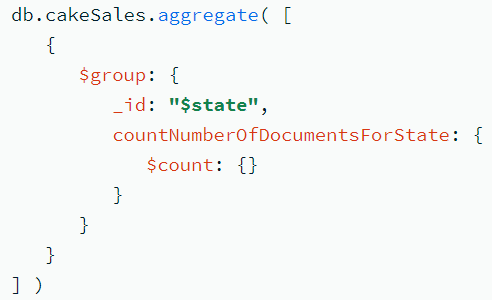 db.cakeSales.aggregate( [
   {
      $group: {
         _id: "$state",
         countNumberOfDocumentsForState: {
            $count: {}
         }
      }
   }
] )